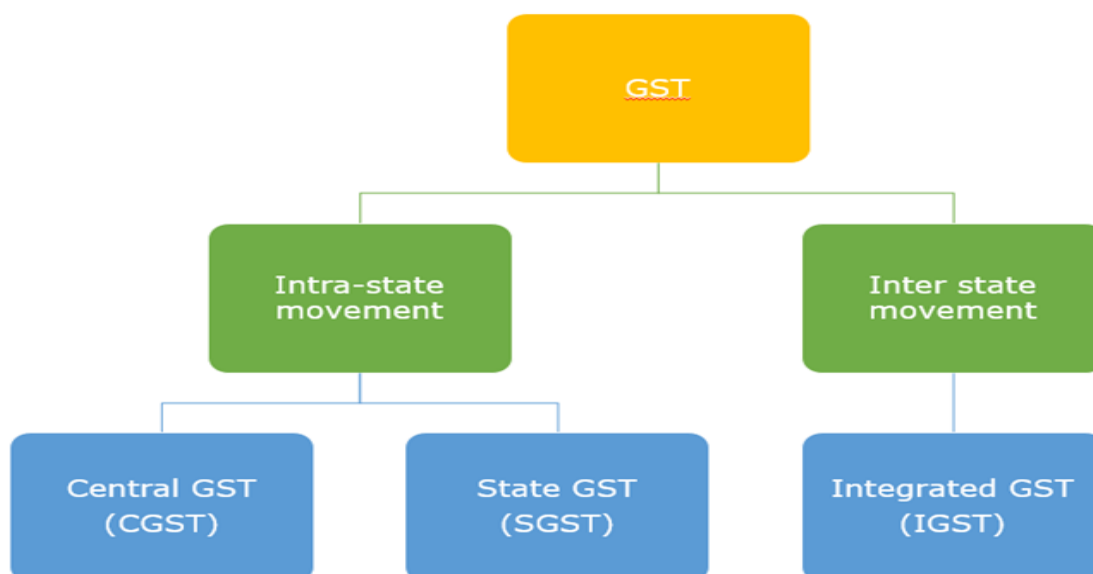 GST
Intra-state
movement
Inter state
movement
Central GST
(CGST)
State GST
(SGST)
Integrated GST
(IGST)